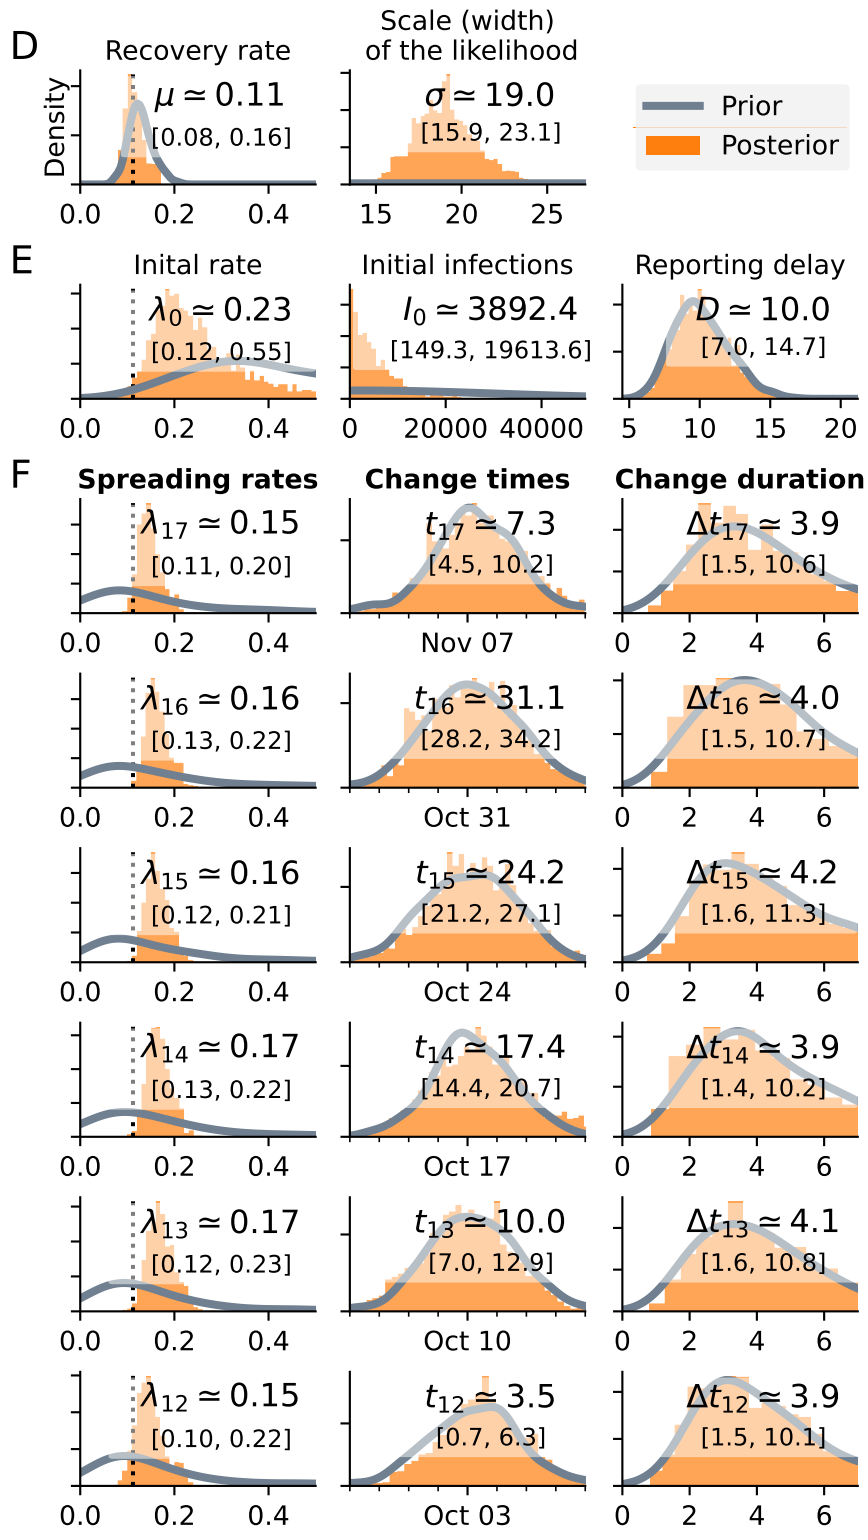 D
Recovery rate
Scale (width)
of the likelihood
Density
μ ≃ 0.11
[0.08, 0.16]
σ ≃ 19.0
[15.9, 23.1]
Prior
Posterior
0.0 0.2 0.4
15 20 25
E
Inital rate
Initial infections
Reporting delay
λ0 ≃ 0.23
[0.12, 0.55]
I0 ≃ 3892.4
[149.3, 19613.6]
D ≃ 10.0
[7.0, 14.7]
0.0 0.2 0.4
0 20000 40000
5 10 15 20
F
Spreading rates
Change times
Change duration
λ17 ≃ 0.15
[0.11, 0.20]
t17 ≃ 7.3
[4.5, 10.2]
Δt17 ≃ 3.9
[1.5, 10.6]
0.0 0.2 0.4
Nov 07
0 2 4 6
λ16 ≃ 0.16
[0.13, 0.22]
t16 ≃ 31.1
[28.2, 34.2]
Δt16 ≃ 4.0
[1.5, 10.7]
0.0 0.2 0.4
Oct 31
0 2 4 6
λ15 ≃ 0.16
[0.12, 0.21]
t15 ≃ 24.2
[21.2, 27.1]
Δt15 ≃ 4.2
[1.6, 11.3]
0.0 0.2 0.4
Oct 24
0 2 4 6
λ14 ≃ 0.17
[0.13, 0.22]
t14 ≃ 17.4
[14.4, 20.7]
Δt14 ≃ 3.9
[1.4, 10.2]
0.0 0.2 0.4
Oct 17
0 2 4 6
λ13 ≃ 0.17
[0.12, 0.23]
t13 ≃ 10.0
[7.0, 12.9]
Δt13 ≃ 4.1
[1.6, 10.8]
0.0 0.2 0.4
Oct 10
0 2 4 6
λ12 ≃ 0.15
[0.10, 0.22]
t12 ≃ 3.5
[0.7, 6.3]
Δt12 ≃ 3.9
[1.5, 10.1]
0.0 0.2 0.4
Oct 03
0 2 4 6